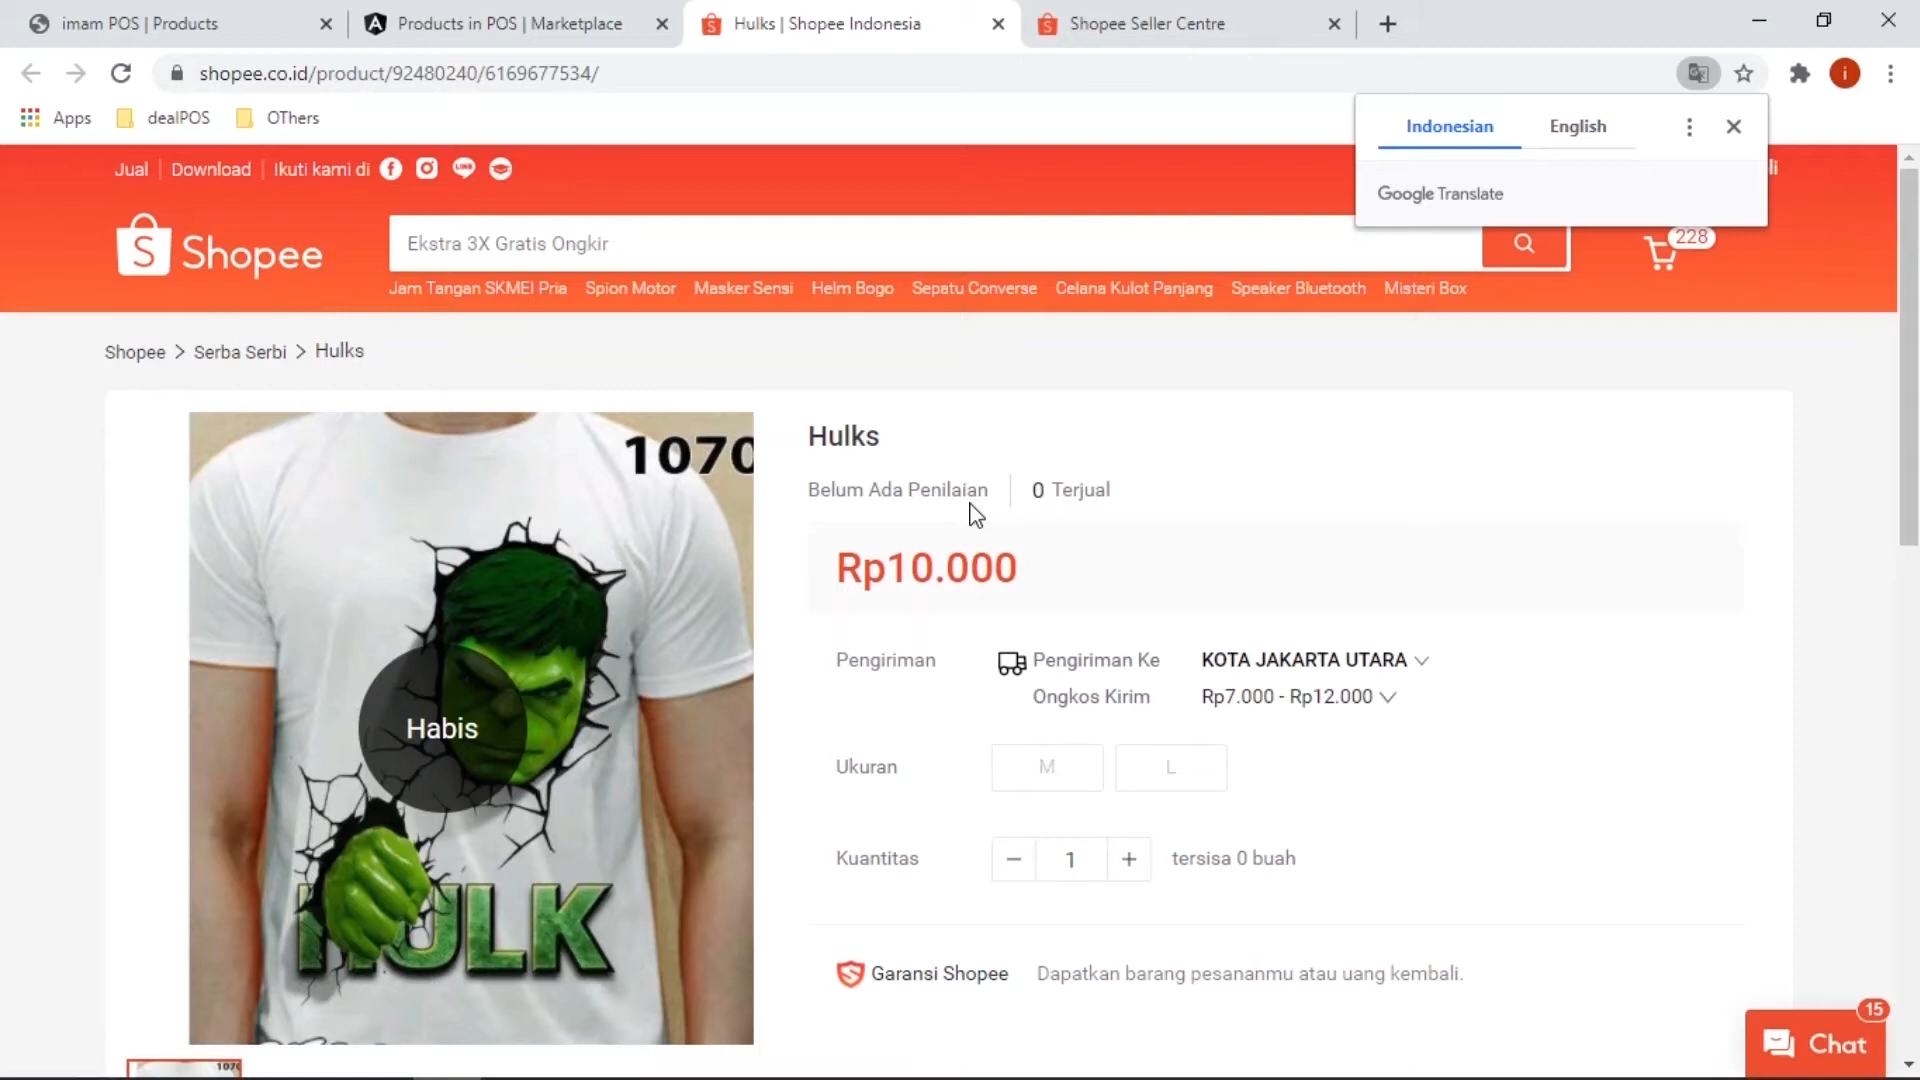 imam POS | Products
Products in POS | Marketplace
Hulks | Shopee Indonesia
Shopee Seller Centre
shopee.co.id/product/92480240/6169677534/
i
Apps
dealPOS
OThers
Indonesian
English
Google Translate
Jual
Download
Ikuti kami di
LINE
li
Shopee
Ekstra 3X Gratis Ongkir
228
Jam Tangan SKMEI Pria
Spion Motor
Masker Sensi
Helm Bogo
Sepatu Converse
Celana Kulot Panjang
Speaker Bluetooth
Misteri Box
Shopee > Serba Serbi > Hulks
1070
Habis
HULK
Hulks
Belum Ada Penilaian
0 Terjual
Rp10.000
Pengiriman
Pengiriman Ke
KOTA JAKARTA UTARA
Ongkos Kirim
Rp7.000 - Rp12.000
Ukuran
M
L
Kuantitas
− 1 +
tersisa 0 buah
Garansi Shopee
Dapatkan barang pesananmu atau uang kembali.
15
Chat
1070